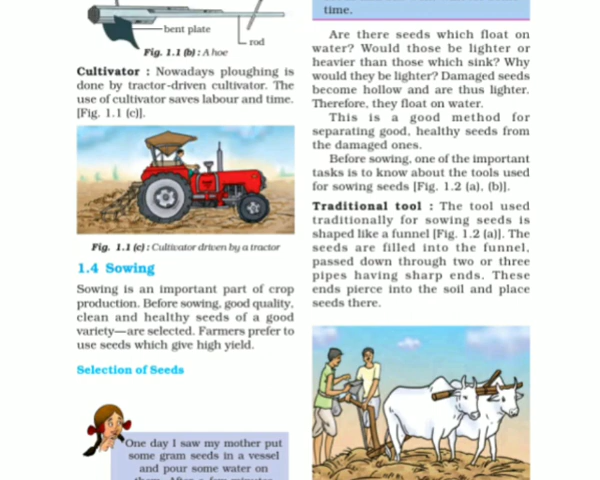 bent plate
rod
Fig. 1.1 (b) : A hoe
Cultivator : Nowadays ploughing is
done by tractor-driven cultivator. The
use of cultivator saves labour and time.
[Fig. 1.1 (c)].
Fig. 1.1 (c) : Cultivator driven by a tractor
1.4 Sowing
Sowing is an important part of crop
production. Before sowing, good quality,
clean and healthy seeds of a good
variety—are selected. Farmers prefer to
use seeds which give high yield.
Selection of Seeds
One day I saw my mother put
some gram seeds in a vessel
and pour some water on
them. After a few minutes
time.
Are there seeds which float on
water? Would those be lighter or
heavier than those which sink? Why
would they be lighter? Damaged seeds
become hollow and are thus lighter.
Therefore, they float on water.
This is a good method for
separating good, healthy seeds from
the damaged ones.
Before sowing, one of the important
tasks is to know about the tools used
for sowing seeds [Fig. 1.2 (a), (b)].
Traditional tool : The tool used
traditionally for sowing seeds is
shaped like a funnel [Fig. 1.2 (a)]. The
seeds are filled into the funnel,
passed down through two or three
pipes having sharp ends. These
ends pierce into the soil and place
seeds there.